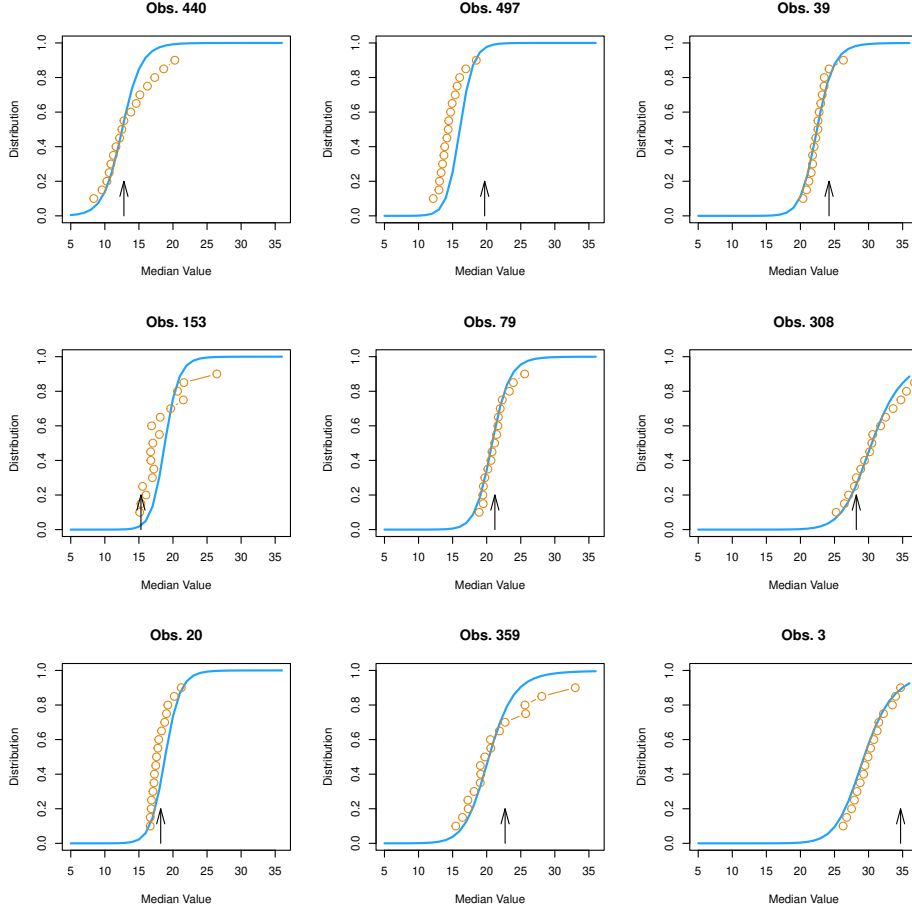 Obs. 440
Distribution
0.0 0.2 0.4 0.6 0.8 1.0
5 10 15 20 25 30 35
Median Value
Obs. 497
Distribution
0.0 0.2 0.4 0.6 0.8 1.0
5 10 15 20 25 30 35
Median Value
Obs. 39
Distribution
0.0 0.2 0.4 0.6 0.8 1.0
5 10 15 20 25 30 35
Median Value
Obs. 153
Distribution
0.0 0.2 0.4 0.6 0.8 1.0
5 10 15 20 25 30 35
Median Value
Obs. 79
Distribution
0.0 0.2 0.4 0.6 0.8 1.0
5 10 15 20 25 30 35
Median Value
Obs. 308
Distribution
0.0 0.2 0.4 0.6 0.8 1.0
5 10 15 20 25 30 35
Median Value
Obs. 20
Distribution
0.0 0.2 0.4 0.6 0.8 1.0
5 10 15 20 25 30 35
Median Value
Obs. 359
Distribution
0.0 0.2 0.4 0.6 0.8 1.0
5 10 15 20 25 30 35
Median Value
Obs. 3
Distribution
0.0 0.2 0.4 0.6 0.8 1.0
5 10 15 20 25 30 35
Median Value